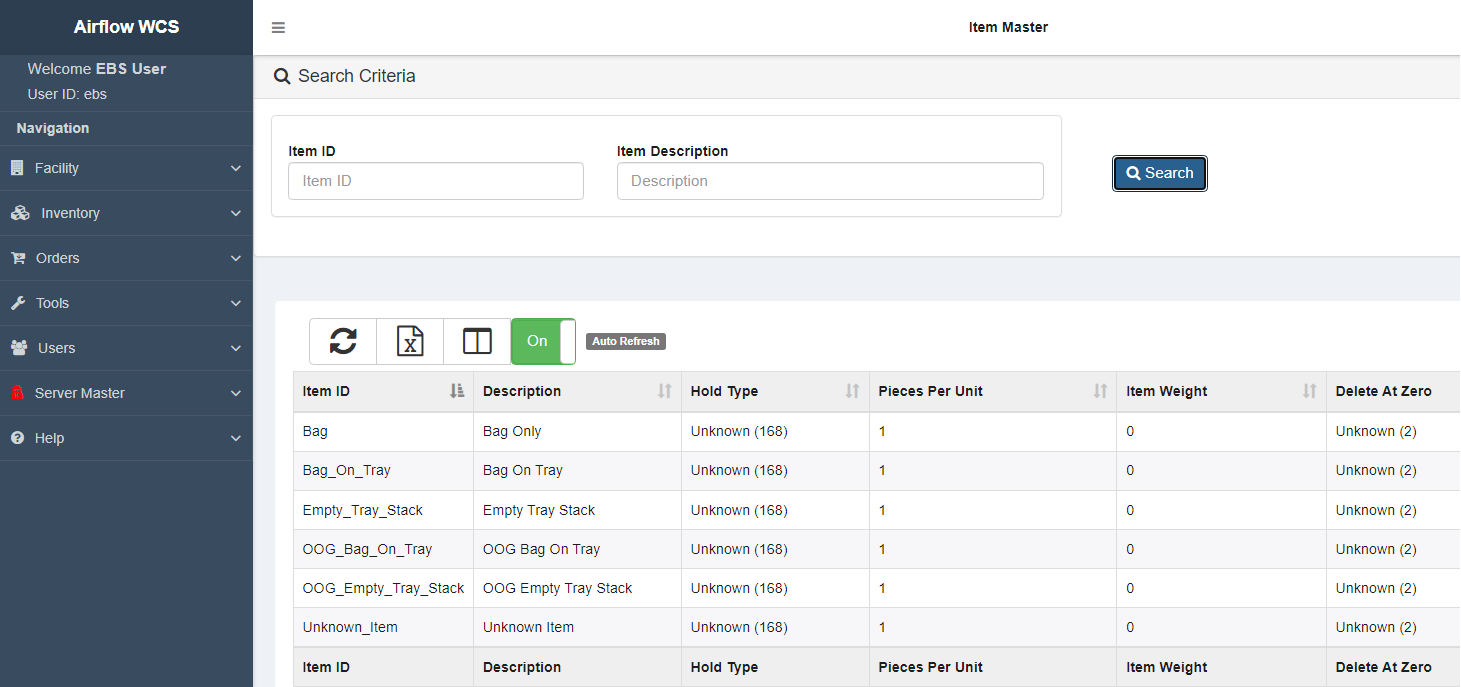 Airflow WCS
Item Master
Welcome EBS User
User ID: ebs
Navigation
Facility
Inventory
Orders
Tools
Users
Server Master
Help
Search Criteria
Item ID Item Description
Item ID Description Search
On Auto Refresh
Item ID Description Hold Type Pieces Per Unit Item Weight Delete At Zero
Bag Bag Only Unknown (168) 1 0 Unknown (2)
Bag_On_Tray Bag On Tray Unknown (168) 1 0 Unknown (2)
Empty_Tray_Stack Empty Tray Stack Unknown (168) 1 0 Unknown (2)
OOG_Bag_On_Tray OOG Bag On Tray Unknown (168) 1 0 Unknown (2)
OOG_Empty_Tray_Stack OOG Empty Tray Stack Unknown (168) 1 0 Unknown (2)
Unknown_Item Unknown Item Unknown (168) 1 0 Unknown (2)
Item ID Description Hold Type Pieces Per Unit Item Weight Delete At Zero